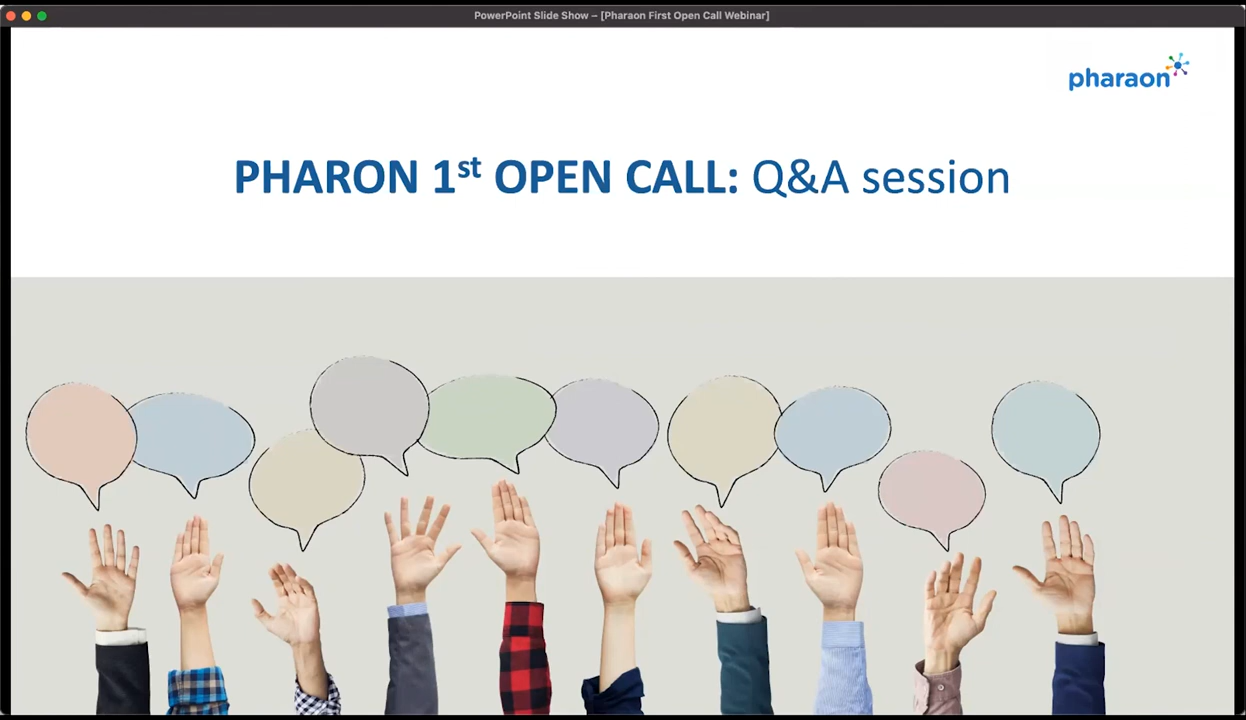 PowerPoint Slide Show – [Pharaon First Open Call Webinar]
pharaon
PHARON 1st OPEN CALL: Q&A session